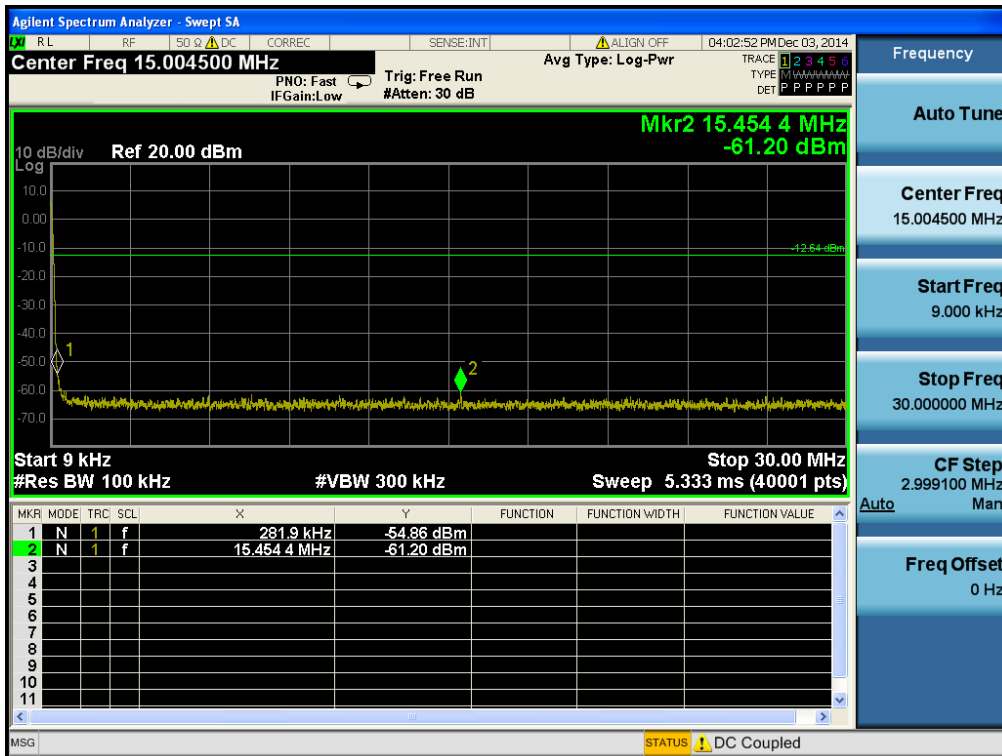 Agilent Spectrum Analyzer - Swept SA
LXI RL RF 50 Ω DC CORREC SENSE:INT ALIGN OFF 04:02:52 PM Dec 03, 2014
Center Freq 15.004500 MHz
PNO: Fast
IFGain:Low
Trig: Free Run
#Atten: 30 dB
Avg Type: Log-Pwr
TRACE 1 2 3 4 5 6
TYPE M
DET P P P P P P
Mkr2 15.454 4 MHz
-61.20 dBm
10 dB/div Ref 20.00 dBm
Log
10.0
0.00
-10.0
-12.64 dBm
-20.0
-30.0
-40.0
-50.0
-60.0
-70.0
1
2
Start 9 kHz Stop 30.00 MHz
#Res BW 100 kHz #VBW 300 kHz Sweep 5.333 ms (40001 pts)
MKR MODE TRC SCL X Y FUNCTION FUNCTION WIDTH FUNCTION VALUE
1 N 1 f 281.9 kHz -54.86 dBm
2 N 1 f 15.454 4 MHz -61.20 dBm
3
4
5
6
7
8
9
10
11
MSG STATUS DC Coupled
Frequency
Auto Tune
Center Freq
15.004500 MHz
Start Freq
9.000 kHz
Stop Freq
30.000000 MHz
CF Step
2.999100 MHz
Auto Man
Freq Offset
0 Hz